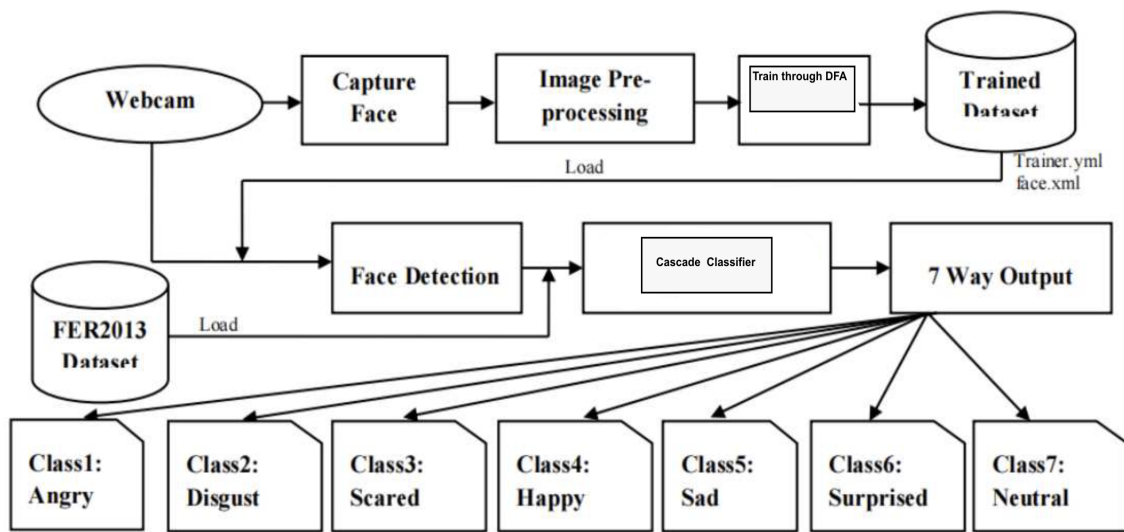 Webcam
Capture
Face
Image Pre-
processing
Train through DFA
Trained
Dataset
Load
Trainer.yml
face.xml
Face Detection
Cascade Classifier
7 Way Output
FER2013
Dataset
Load
Class1:
Angry
Class2:
Disgust
Class3:
Scared
Class4:
Happy
Class5:
Sad
Class6:
Surprised
Class7:
Neutral